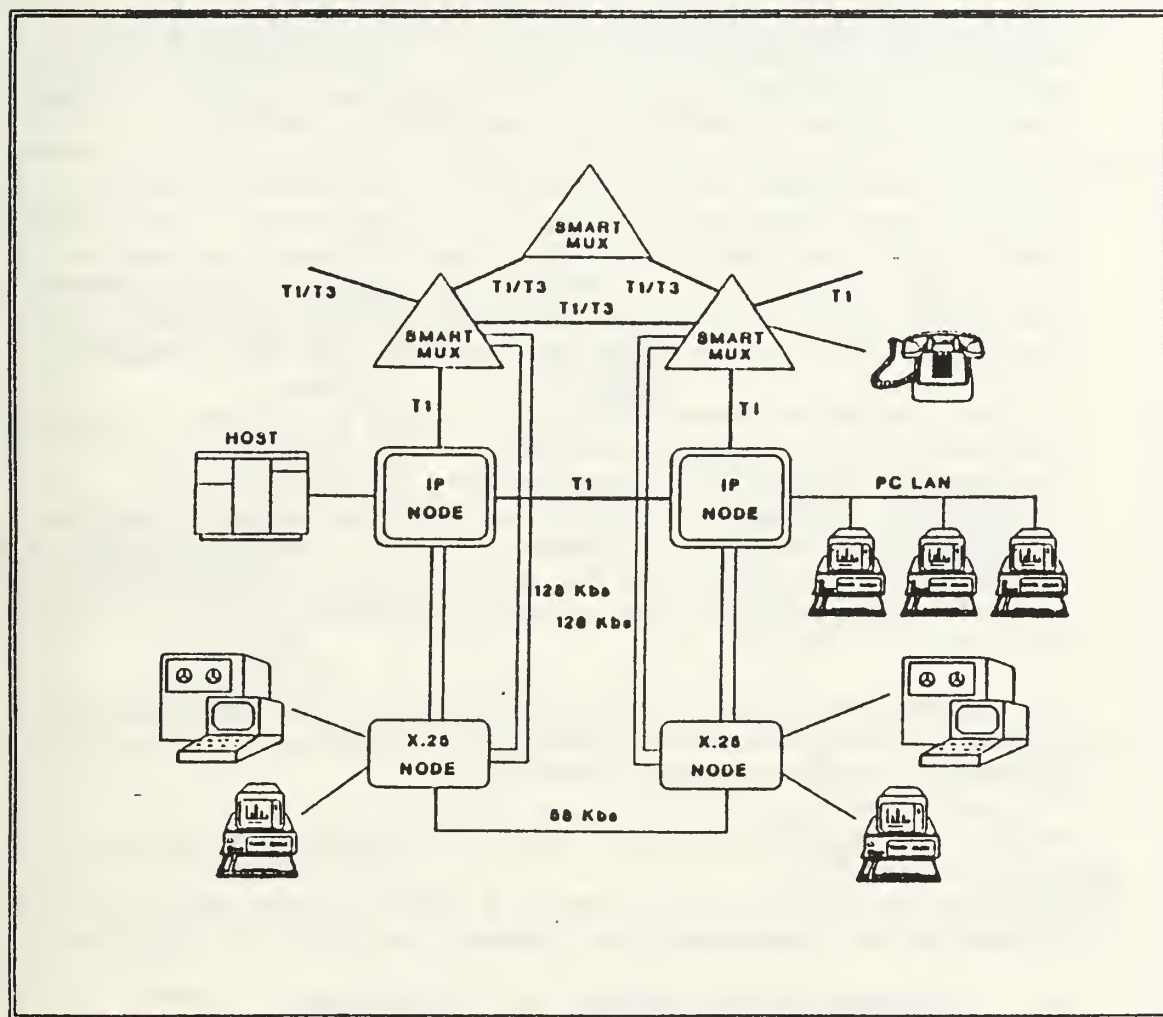 SMART
MUX
T1/T3
T1/T3
T1/T3
T1/T3
T1
SMART
MUX
SMART
MUX
T1
T1
HOST
IP
NODE
T1
IP
NODE
PC LAN
128 Kbs
128 Kbs
X.25
NODE
X.25
NODE
56 Kbs